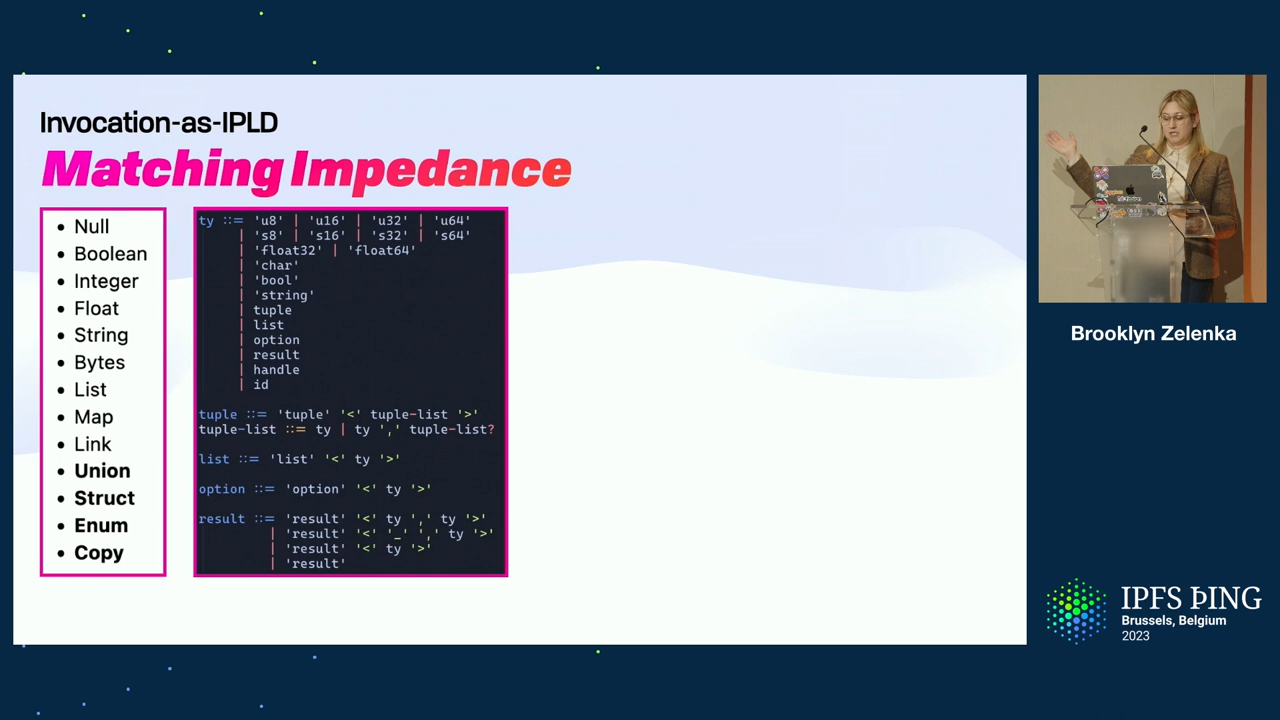 Invocation-as-IPLD
Matching Impedance
• Null
• Boolean
• Integer
• Float
• String
• Bytes
• List
• Map
• Link
• Union
• Struct
• Enum
• Copy
ty ::= 'u8' | 'u16' | 'u32' | 'u64'
| 's8' | 's16' | 's32' | 's64'
| 'float32' | 'float64'
| 'char'
| 'bool'
| 'string'
| tuple
| list
| option
| result
| handle
| id
tuple ::= 'tuple' '<' tuple-list '>'
tuple-list ::= ty | ty ',' tuple-list?
list ::= 'list' '<' ty '>'
option ::= 'option' '<' ty '>'
result ::= 'result' '<' ty ',' ty '>'
| 'result' '<' '_' ',' ty '>'
| 'result' '<' ty '>'
| 'result'
Brooklyn Zelenka
IPFS ÞING
Brussels, Belgium
2023